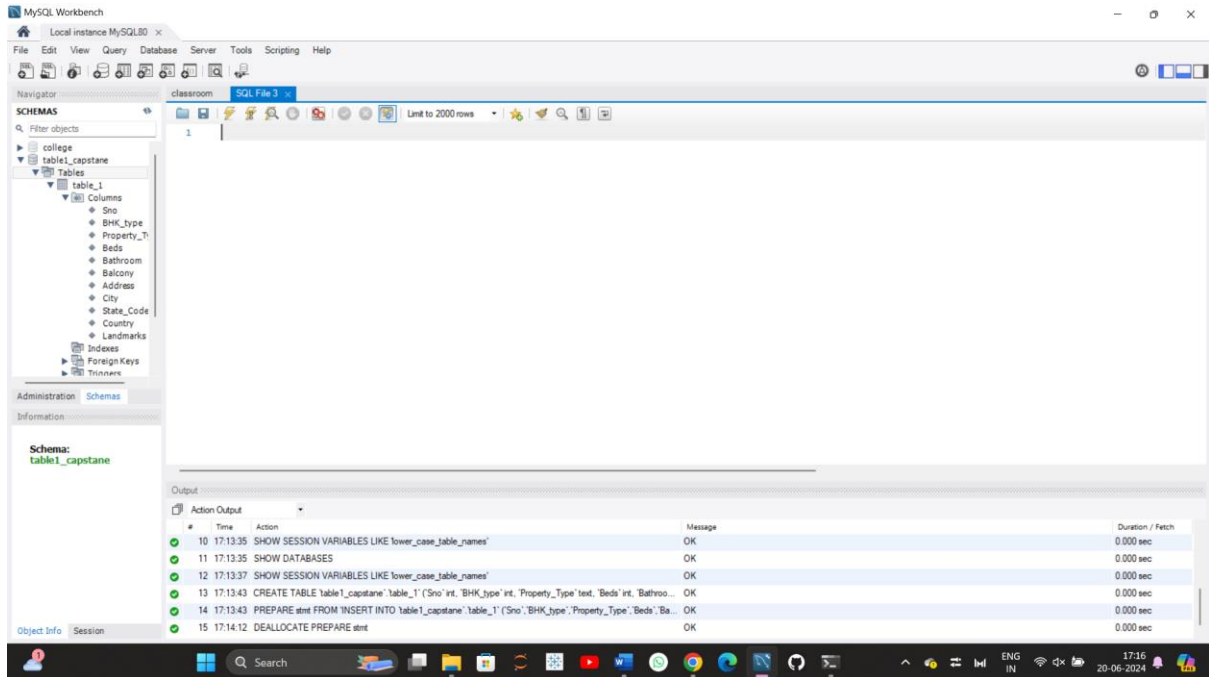 MySQL Workbench
Local instance MySQL80 ×
File Edit View Query Database Server Tools Scripting Help
Navigator
classroom SQL File 3 ×
SCHEMAS
Filter objects
Limit to 2000 rows
1
college
table1_capstane
Tables
table_1
Columns
Sno
BHK_type
Property_Ty
Beds
Bathroom
Balcony
Address
City
State_Code
Country
Landmarks
Indexes
Foreign Keys
Triggers
Administration Schemas
Information
Schema:
table1_capstane
Output
Action Output
# Time Action Message Duration / Fetch
10 17:13:35 SHOW SESSION VARIABLES LIKE 'lower_case_table_names' OK 0.000 sec
11 17:13:35 SHOW DATABASES OK 0.000 sec
12 17:13:37 SHOW SESSION VARIABLES LIKE 'lower_case_table_names' OK 0.000 sec
13 17:13:43 CREATE TABLE `table1_capstane`.`table_1` (`Sno` int, `BHK_type` int, `Property_Type` text, `Beds` int, `Bathroo... OK 0.000 sec
14 17:13:43 PREPARE stmt FROM 'INSERT INTO `table1_capstane`.`table_1` (`Sno`,`BHK_type`,`Property_Type`,`Beds`,`Ba... OK 0.000 sec
15 17:14:12 DEALLOCATE PREPARE stmt OK 0.000 sec
Object Info Session
1
Search
ENG
IN
17:16
20-06-2024